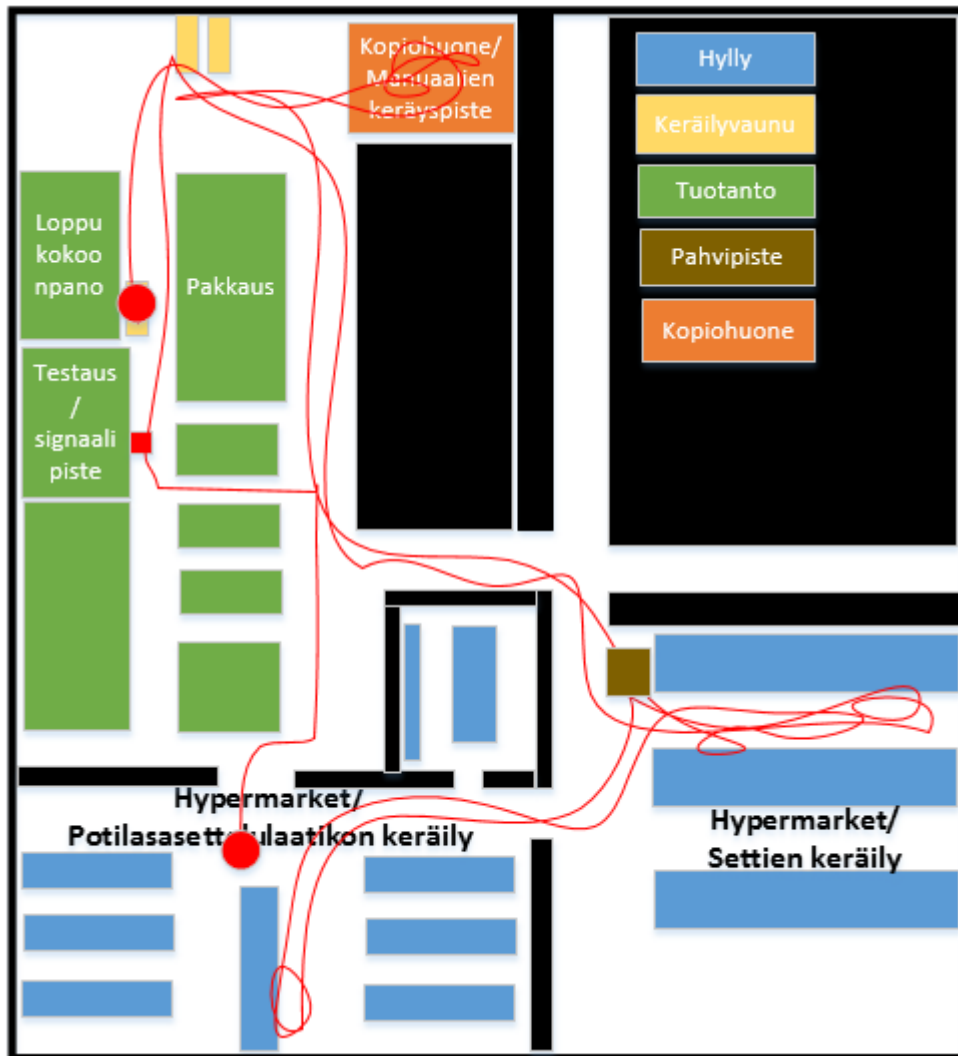 Kopiohuone/
Manuaalien
keräyspiste
Hylly
Keräilyvaunu
Tuotanto
Pahvipiste
Kopiohuone
Loppu
kokoo
npano
Pakkaus
Testaus
/
signaali
piste
Hypermarket/
Potilasasettelulaatikon keräily
Hypermarket/
Settien keräily